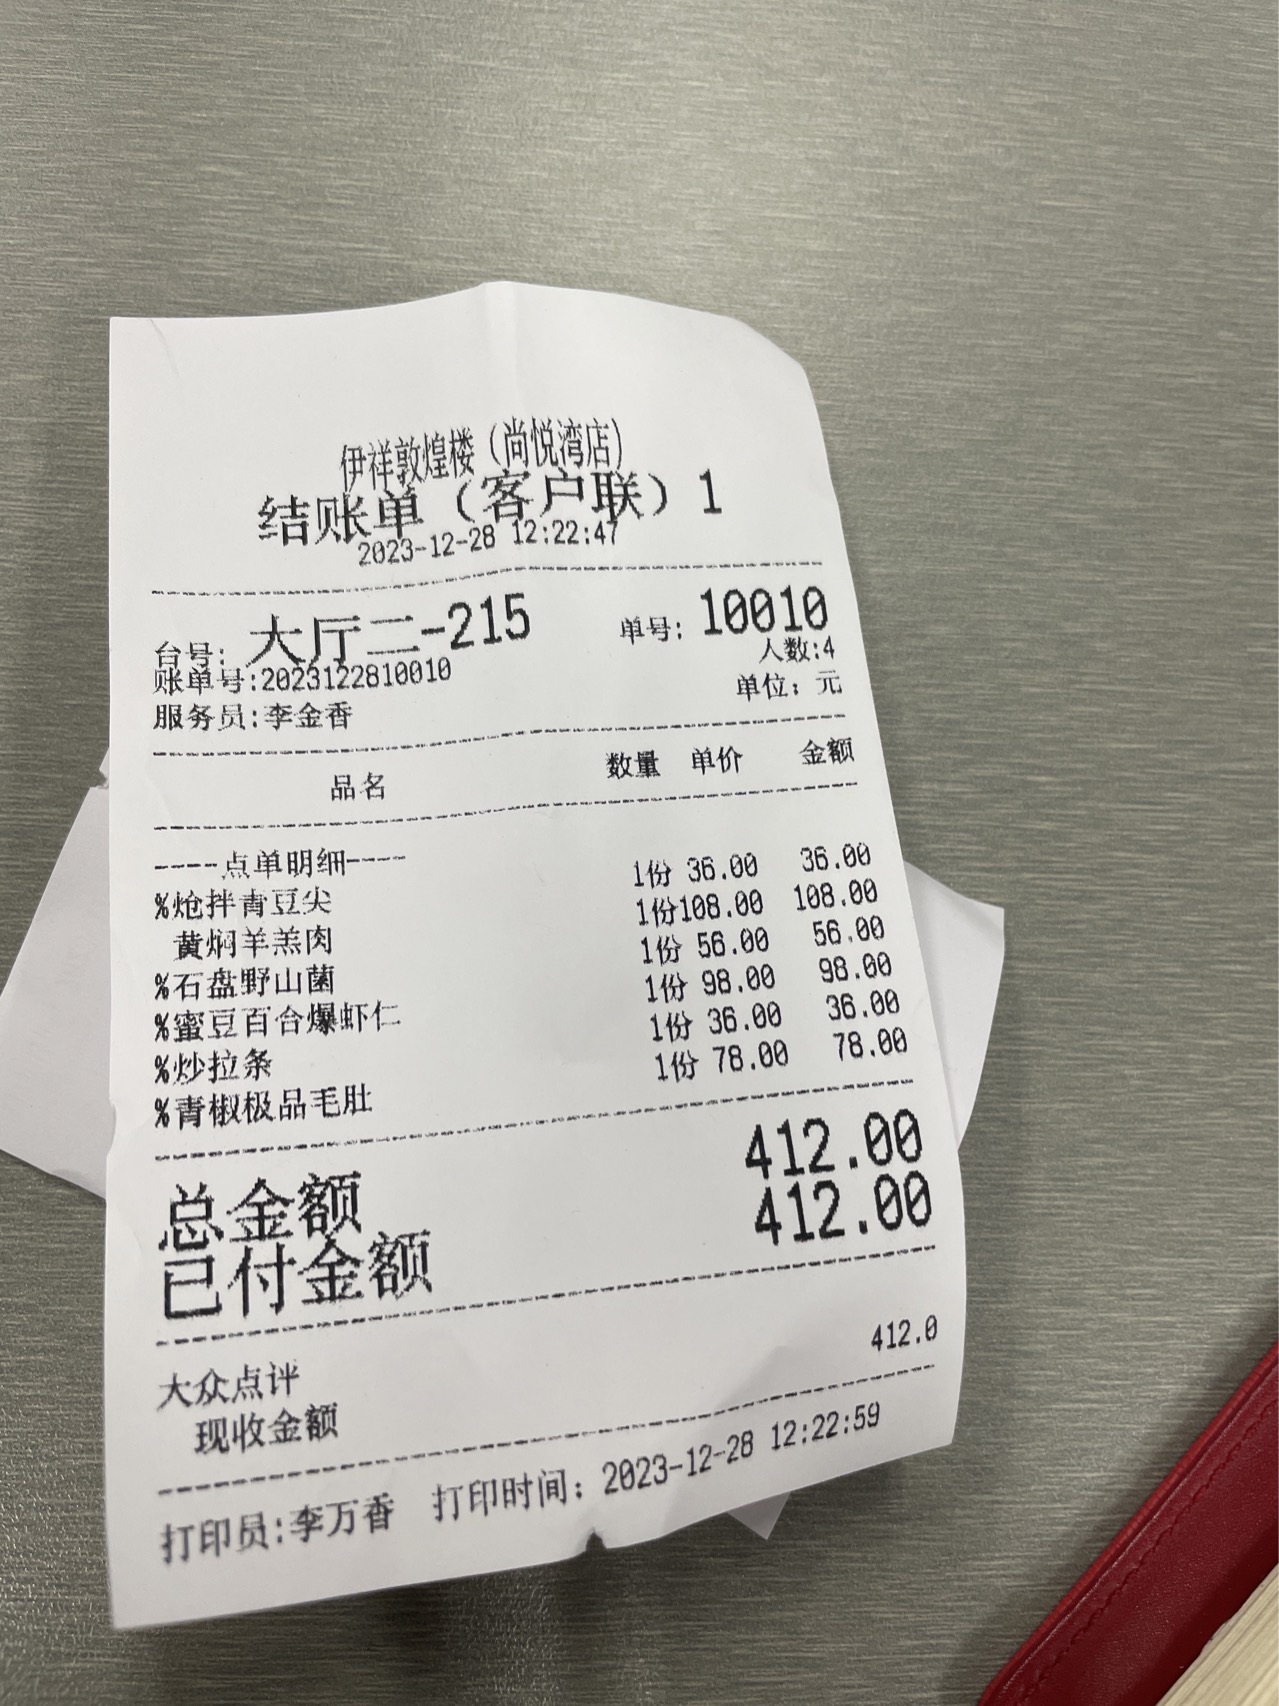 伊祥敦煌楼（尚悦湾店）
结账单（客户联）1
2023-12-28 12:22:47
台号: 大厅二-215 单号: 10010
账单号:2023122810010 人数:4
服务员:李金香 单位: 元
品名 数量 单价 金额
----点单明细----
%炝拌青豆尖 1份 36.00 36.00
黄焖羊羔肉 1份108.00 108.00
%石盘野山菌 1份 56.00 56.00
%蜜豆百合爆虾仁 1份 98.00 98.00
%炒拉条 1份 36.00 36.00
%青椒极品毛肚 1份 78.00 78.00
总金额 412.00
已付金额 412.00
大众点评 412.0
现收金额
打印员:李万香 打印时间: 2023-12-28 12:22:59